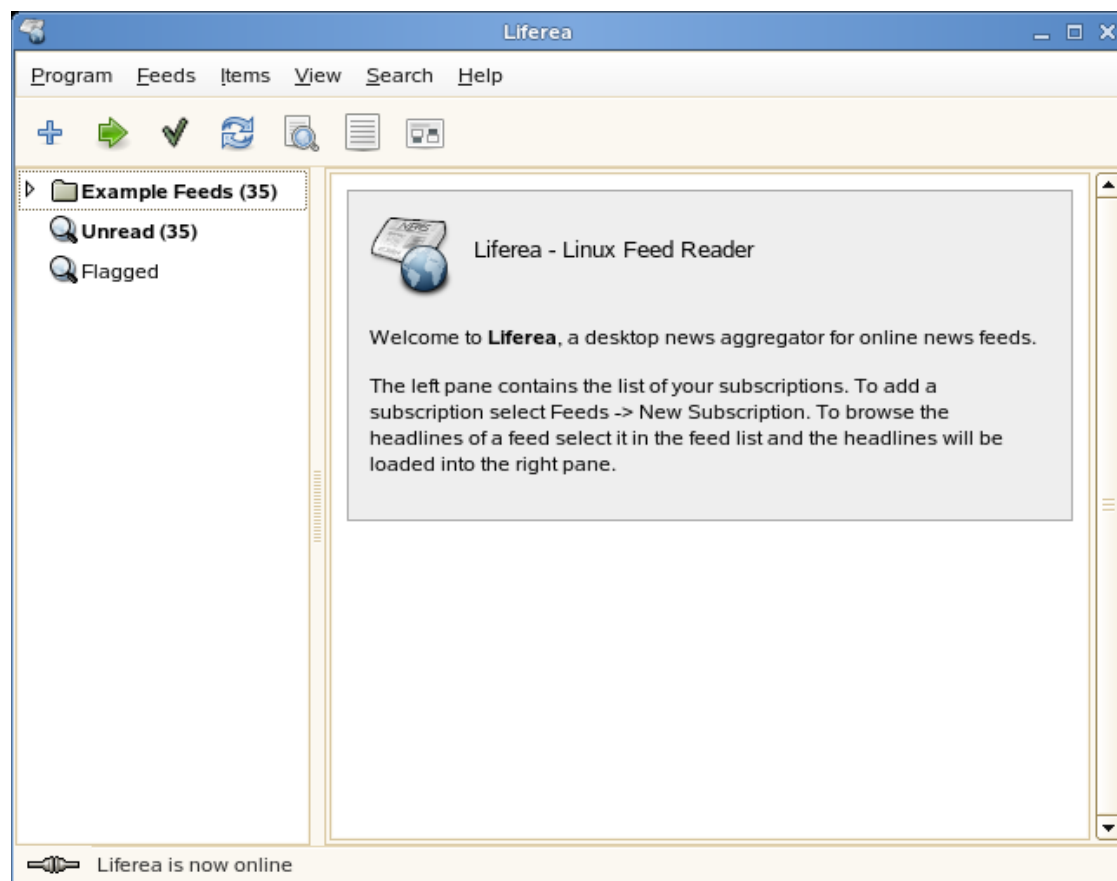 Liferea
Program Feeds Items View Search Help
Example Feeds (35)
Unread (35)
Flagged
NEWS
Liferea - Linux Feed Reader
Welcome to Liferea, a desktop news aggregator for online news feeds.
The left pane contains the list of your subscriptions. To add a
subscription select Feeds -> New Subscription. To browse the
headlines of a feed select it in the feed list and the headlines will be
loaded into the right pane.
Liferea is now online